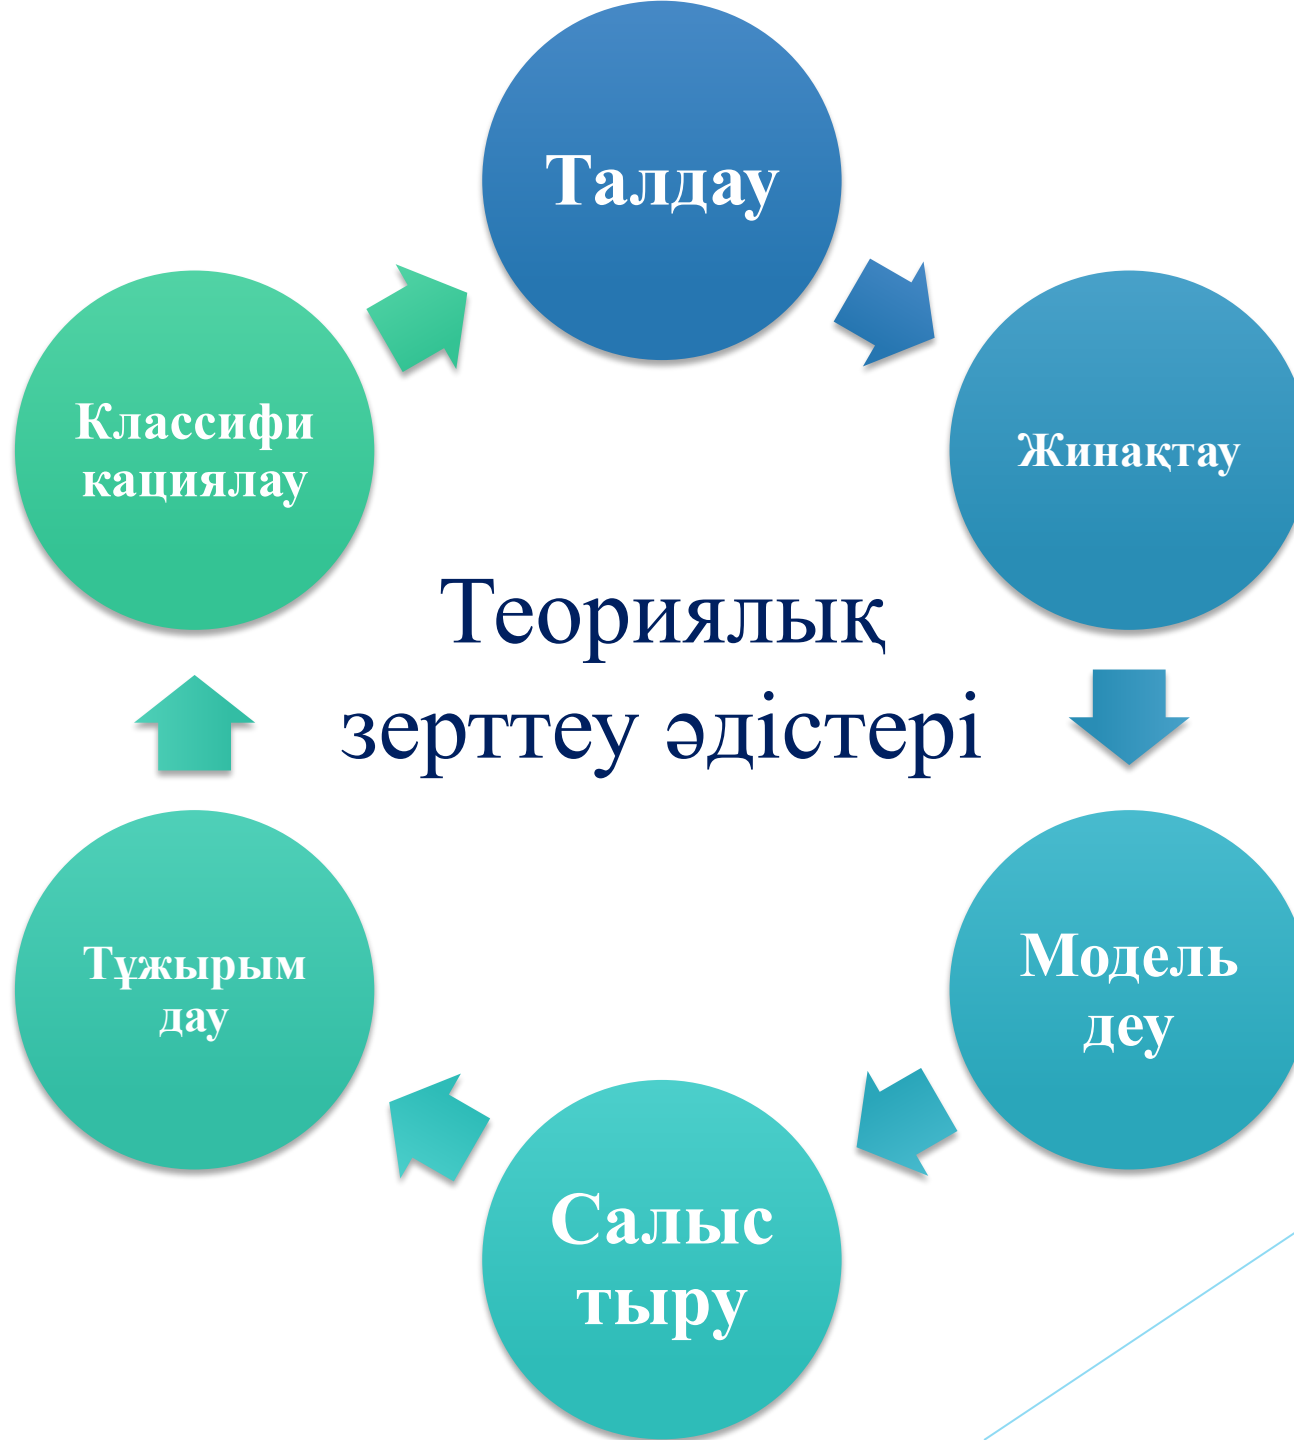 Талдау
Жинақтау
Модель
деу
Салыс
тыру
Тұжырым
дау
Классифи
кациялау
Теориялық
зерттеу әдістері